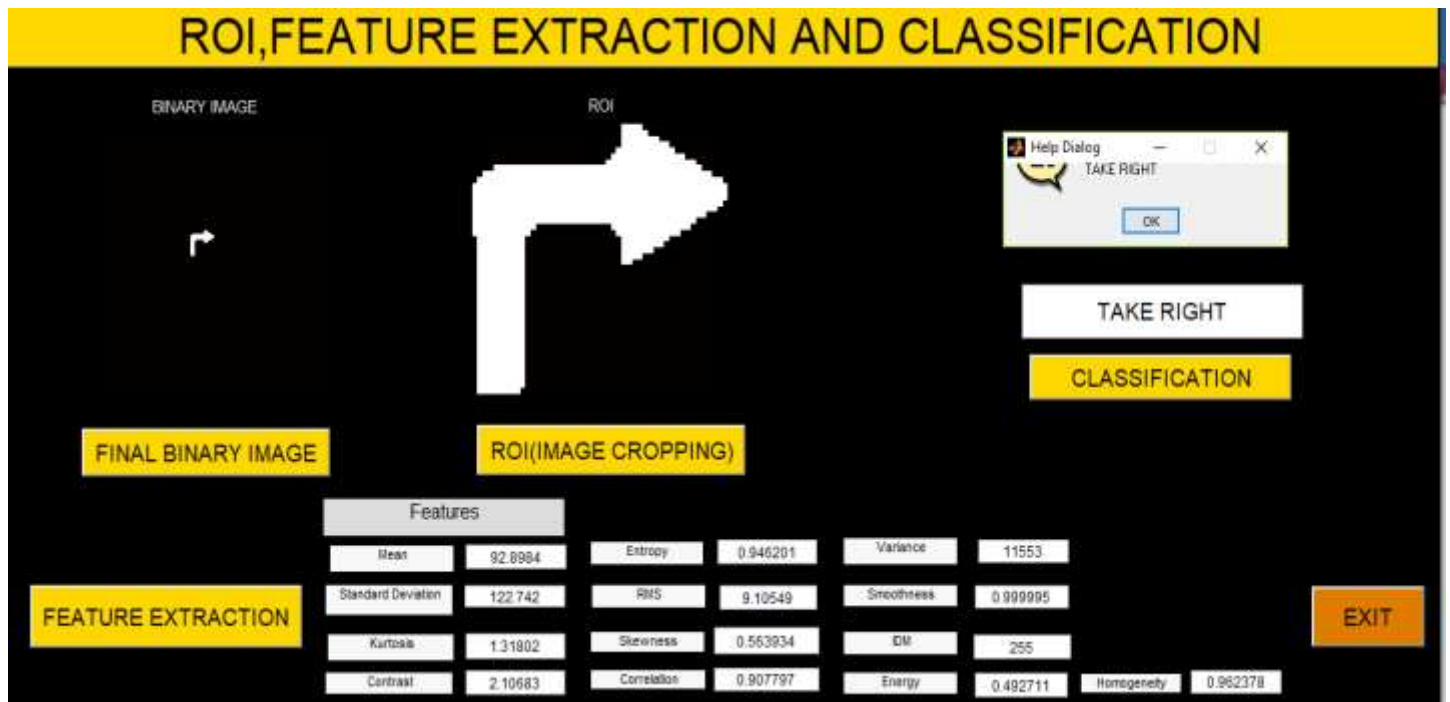 ROI,FEATURE EXTRACTION AND CLASSIFICATION
BINARY IMAGE
ROI
Help Dialog
TAKE RIGHT
OK
TAKE RIGHT
CLASSIFICATION
FINAL BINARY IMAGE
ROI(IMAGE CROPPING)
Features
Mean 92.8984 Entropy 0.946201 Variance 11553
Standard Deviation 122.742 RMS 9.10549 Smoothness 0.999995
FEATURE EXTRACTION
EXIT
Kurtosis 1.31802 Skewness 0.563934 IDM 255
Contrast 2.10683 Correlation 0.907797 Energy 0.492711 Homogeneity 0.962378